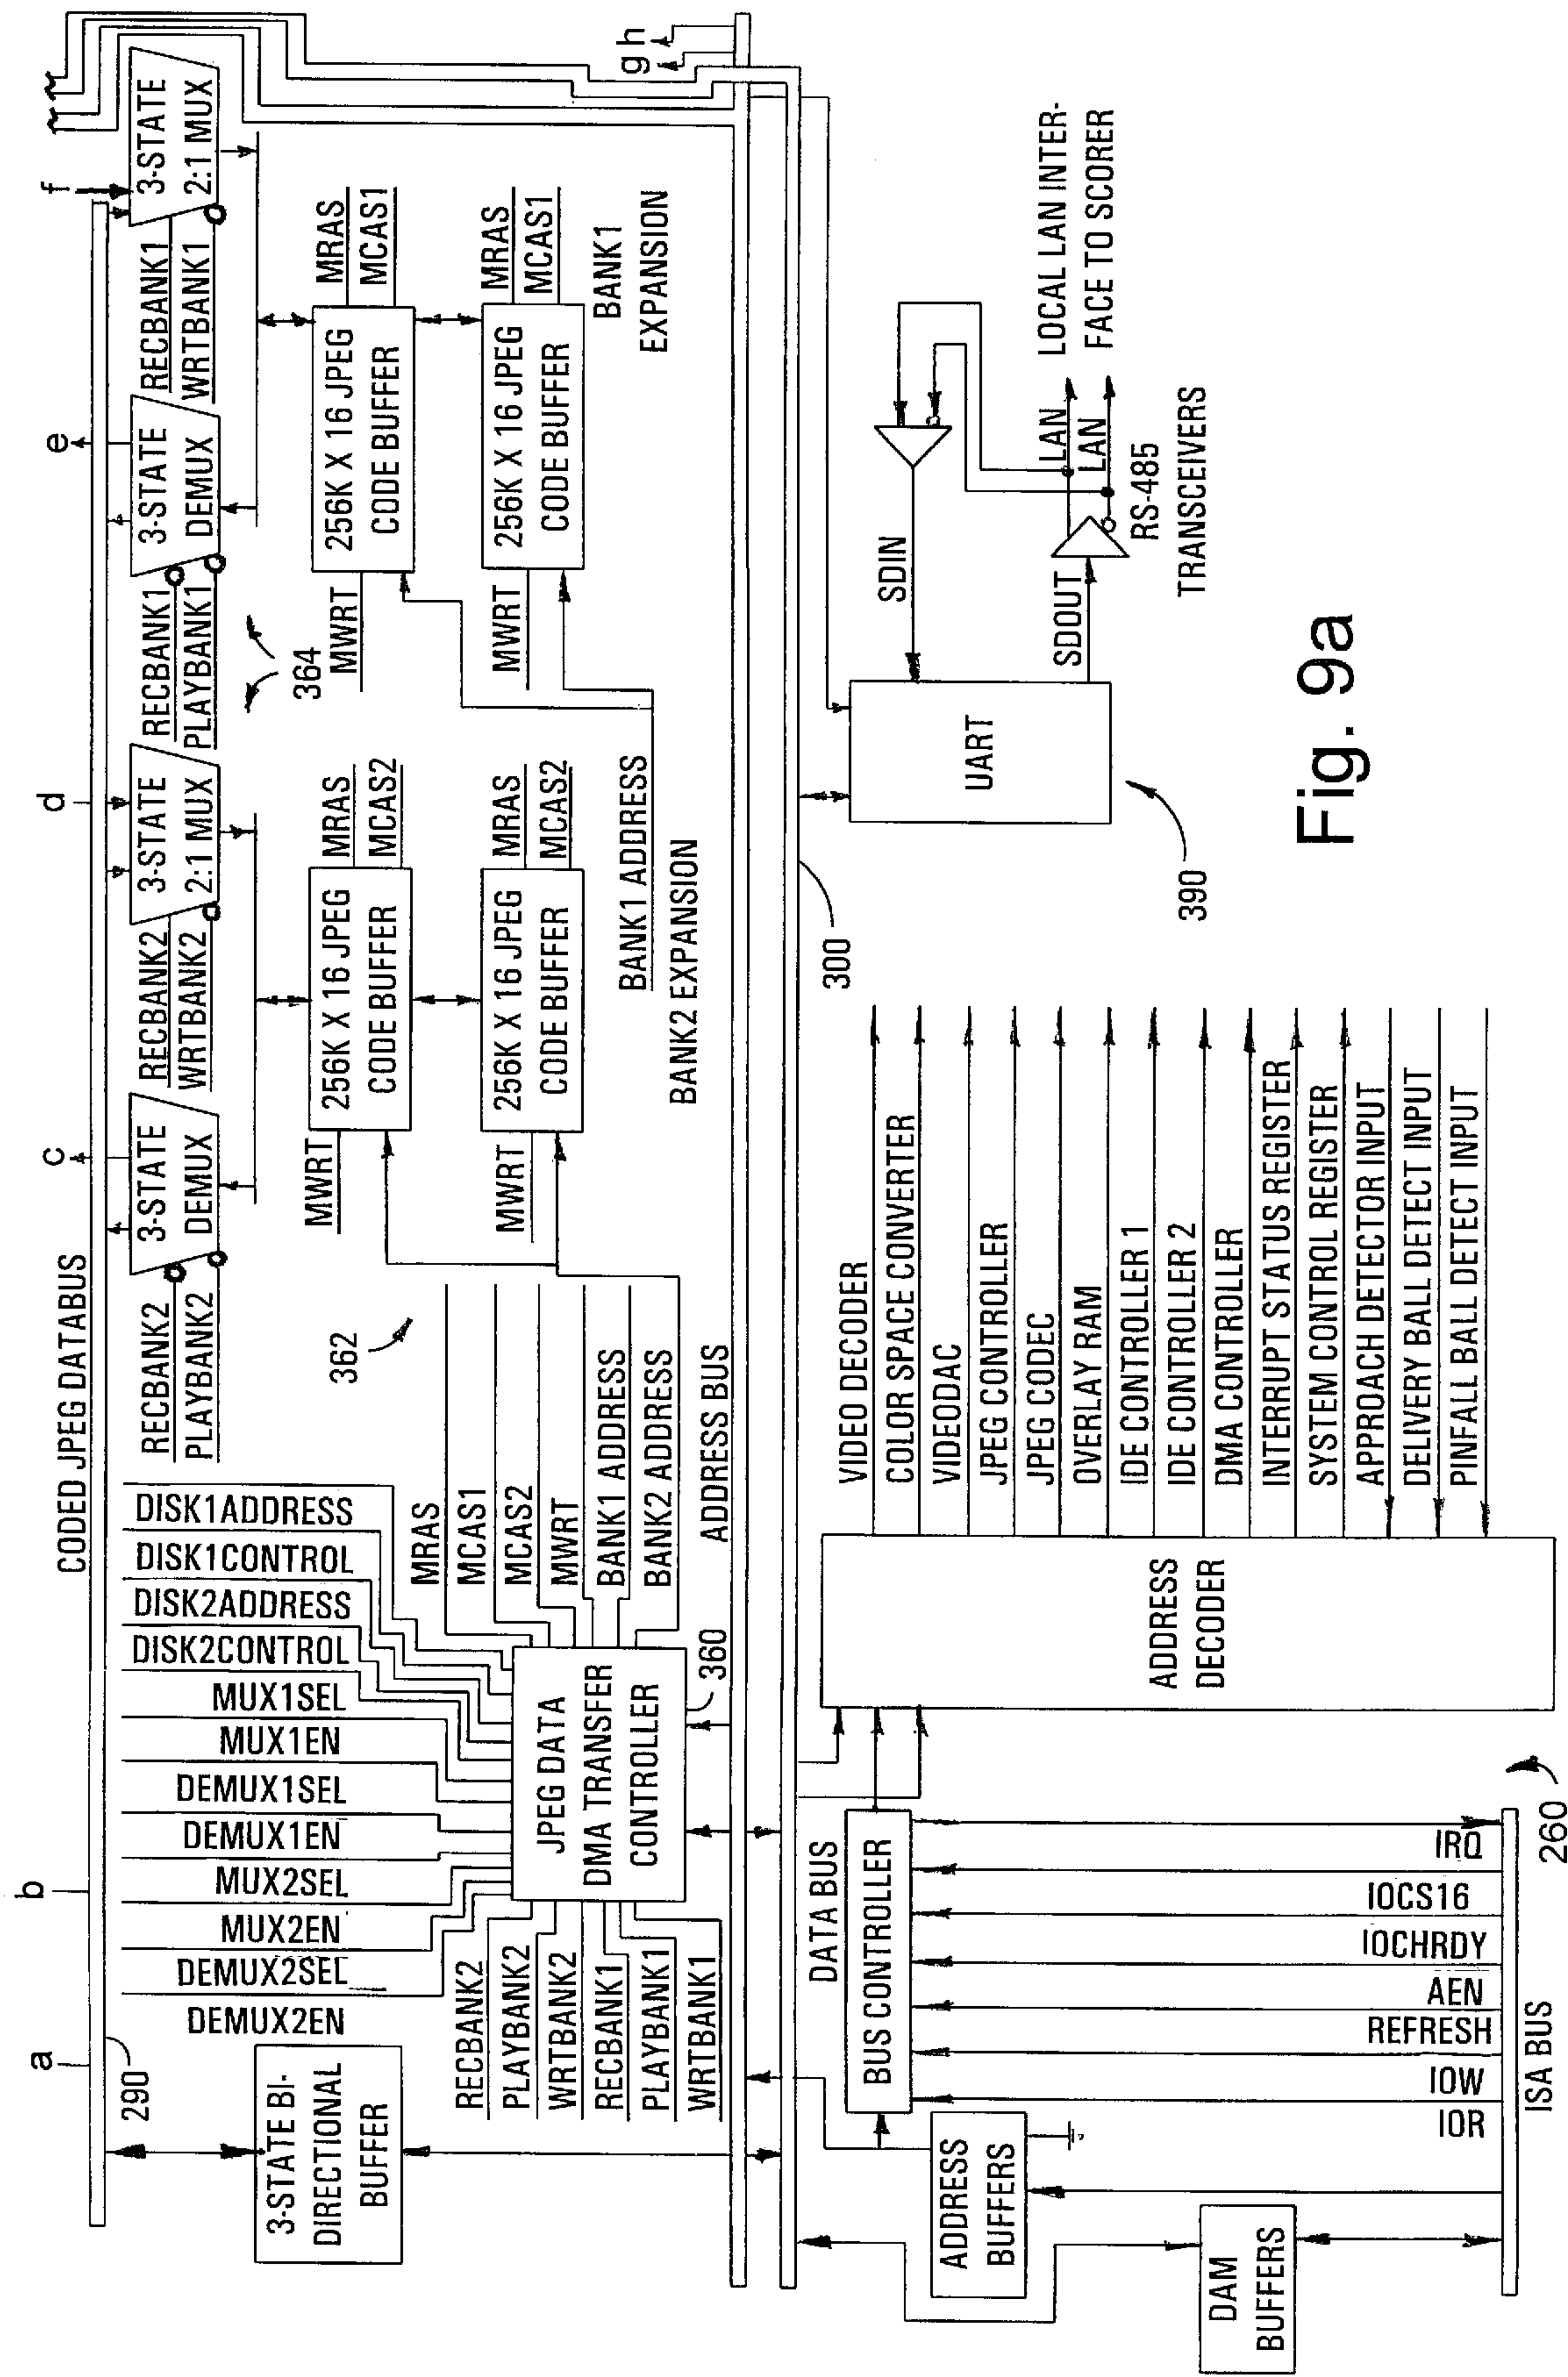 a
b
c
d
e
f
g h
CODED JPEG DATABUS
290
3-STATE BI-
DIRECTIONAL
BUFFER
DISK1ADDRESS
DISK1CONTROL
DISK2ADDRESS
DISK2CONTROL
MUX1SEL
MUX1EN
DEMUX1SEL
DEMUX1EN
MUX2SEL
MUX2EN
DEMUX2SEL
DEMUX2EN
RECBANK2
PLAYBANK2
3-STATE
DEMUX
RECBANK2
WRTBANK2
3-STATE
2:1 MUX
RECBANK1
PLAYBANK1
3-STATE
DEMUX
RECBANK1
WRTBANK1
3-STATE
2:1 MUX
362
364
MWRT
256K X 16 JPEG
CODE BUFFER
MRAS
MCAS2
MWRT
256K X 16 JPEG
CODE BUFFER
MRAS
MCAS1
MWRT
256K X 16 JPEG
CODE BUFFER
MRAS
MCAS2
MWRT
256K X 16 JPEG
CODE BUFFER
MRAS
MCAS1
BANK1
EXPANSION
BANK1 ADDRESS
BANK2 EXPANSION
RECBANK2
PLAYBANK2
WRTBANK2
RECBANK1
PLAYBANK1
WRTBANK1
JPEG DATA
DMA TRANSFER
CONTROLLER
360
MRAS
MCAS1
MCAS2
MWRT
BANK1 ADDRESS
BANK2 ADDRESS
ADDRESS BUS
DATA BUS
300
BUS CONTROLLER
ADDRESS
BUFFERS
DAM
BUFFERS
IRQ
IOCS16
IOCHRDY
AEN
REFRESH
IOW
IOR
ISA BUS
260
ADDRESS
DECODER
VIDEO DECODER
COLOR SPACE CONVERTER
VIDEODAC
JPEG CONTROLLER
JPEG CODEC
OVERLAY RAM
IDE CONTROLLER 1
IDE CONTROLLER 2
DMA CONTROLLER
INTERRUPT STATUS REGISTER
SYSTEM CONTROL REGISTER
APPROACH DETECTOR INPUT
DELIVERY BALL DETECT INPUT
PINFALL BALL DETECT INPUT
UART
390
SDIN
SDOUT
LAN
LAN
RS-485
TRANSCEIVERS
LOCAL LAN INTER-
FACE TO SCORER
Fig. 9a